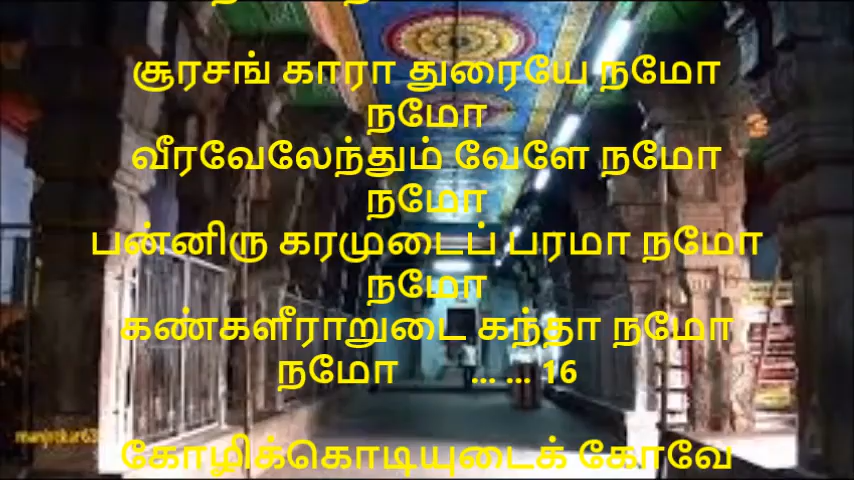 சூரசங் காரா துரையே நமோ
நமோ
வீரவேலேந்தும் வேளே நமோ
நமோ
பன்னிரு கரமுடைப் பரமா நமோ
நமோ
கண்களீராறுடை கந்தா நமோ
நமோ ... ... 16
கோழிக்கொடியுடைக் கோவே